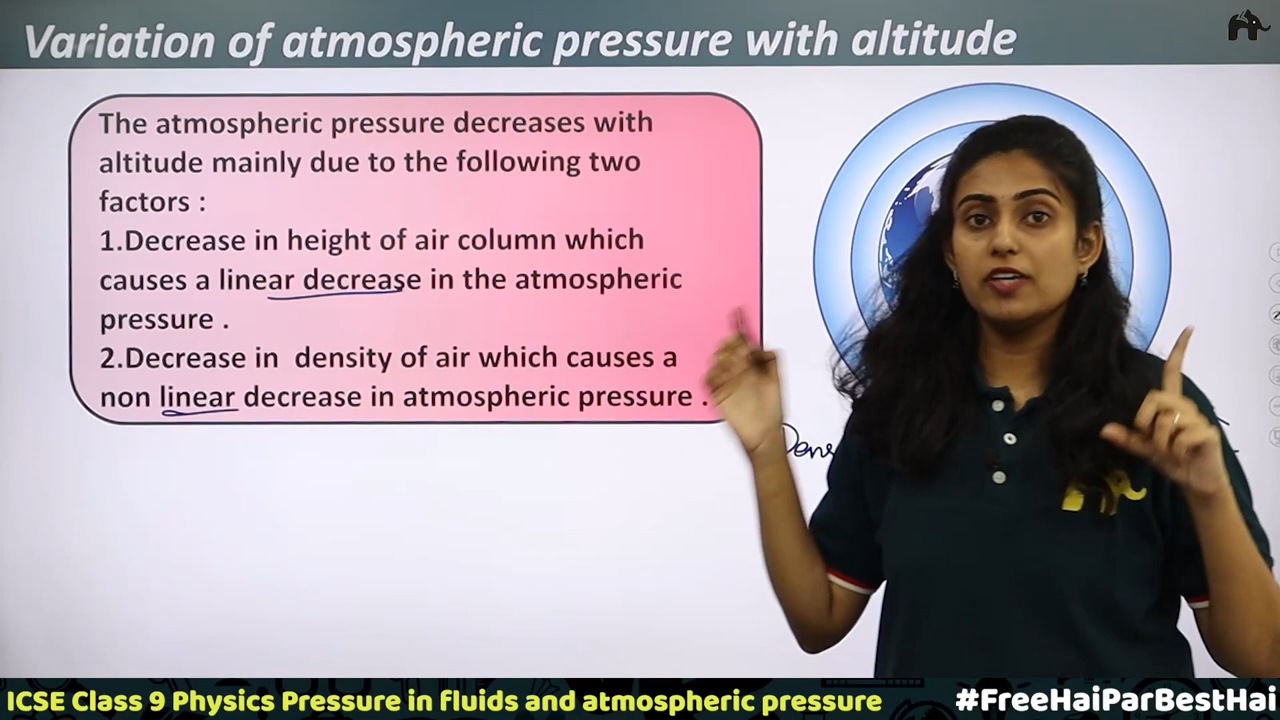 Variation of atmospheric pressure with altitude
The atmospheric pressure decreases with
altitude mainly due to the following two
factors :
1.Decrease in height of air column which
causes a linear decrease in the atmospheric
pressure .
2.Decrease in density of air which causes a
non linear decrease in atmospheric pressure .
Dens
ICSE Class 9 Physics Pressure in fluids and atmospheric pressure
#FreeHaiParBestHai